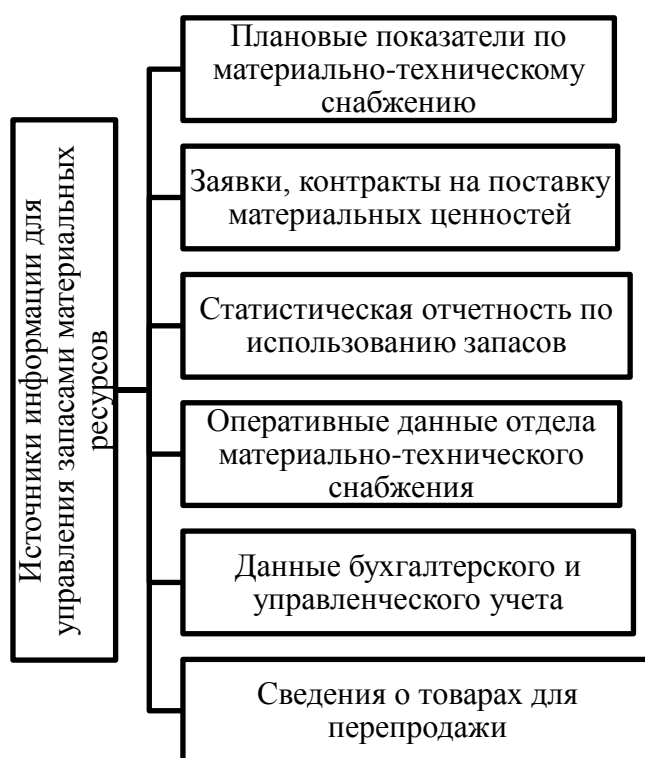 Источники информации для
управления запасами материальных
ресурсов
Плановые показатели по
материально-техническому
снабжению
Заявки, контракты на поставку
материальных ценностей
Статистическая отчетность по
использованию запасов
Оперативные данные отдела
материально-технического
снабжения
Данные бухгалтерского и
управленческого учета
Сведения о товарах для
перепродажи